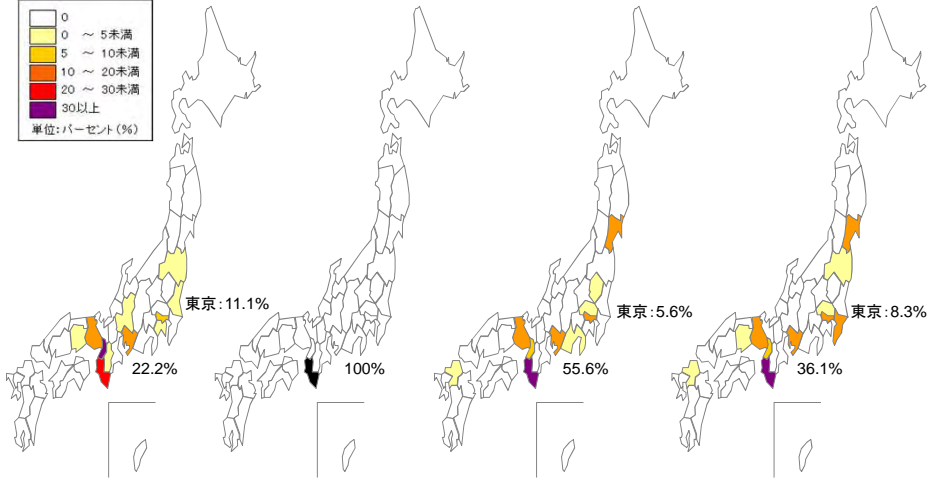 0
0 ～ 5未満
5 ～ 10未満
10 ～ 20未満
20 ～ 30未満
30以上
単位:パーセント(%)
東京:11.1%
22.2%
100%
東京:5.6%
55.6%
東京:8.3%
36.1%